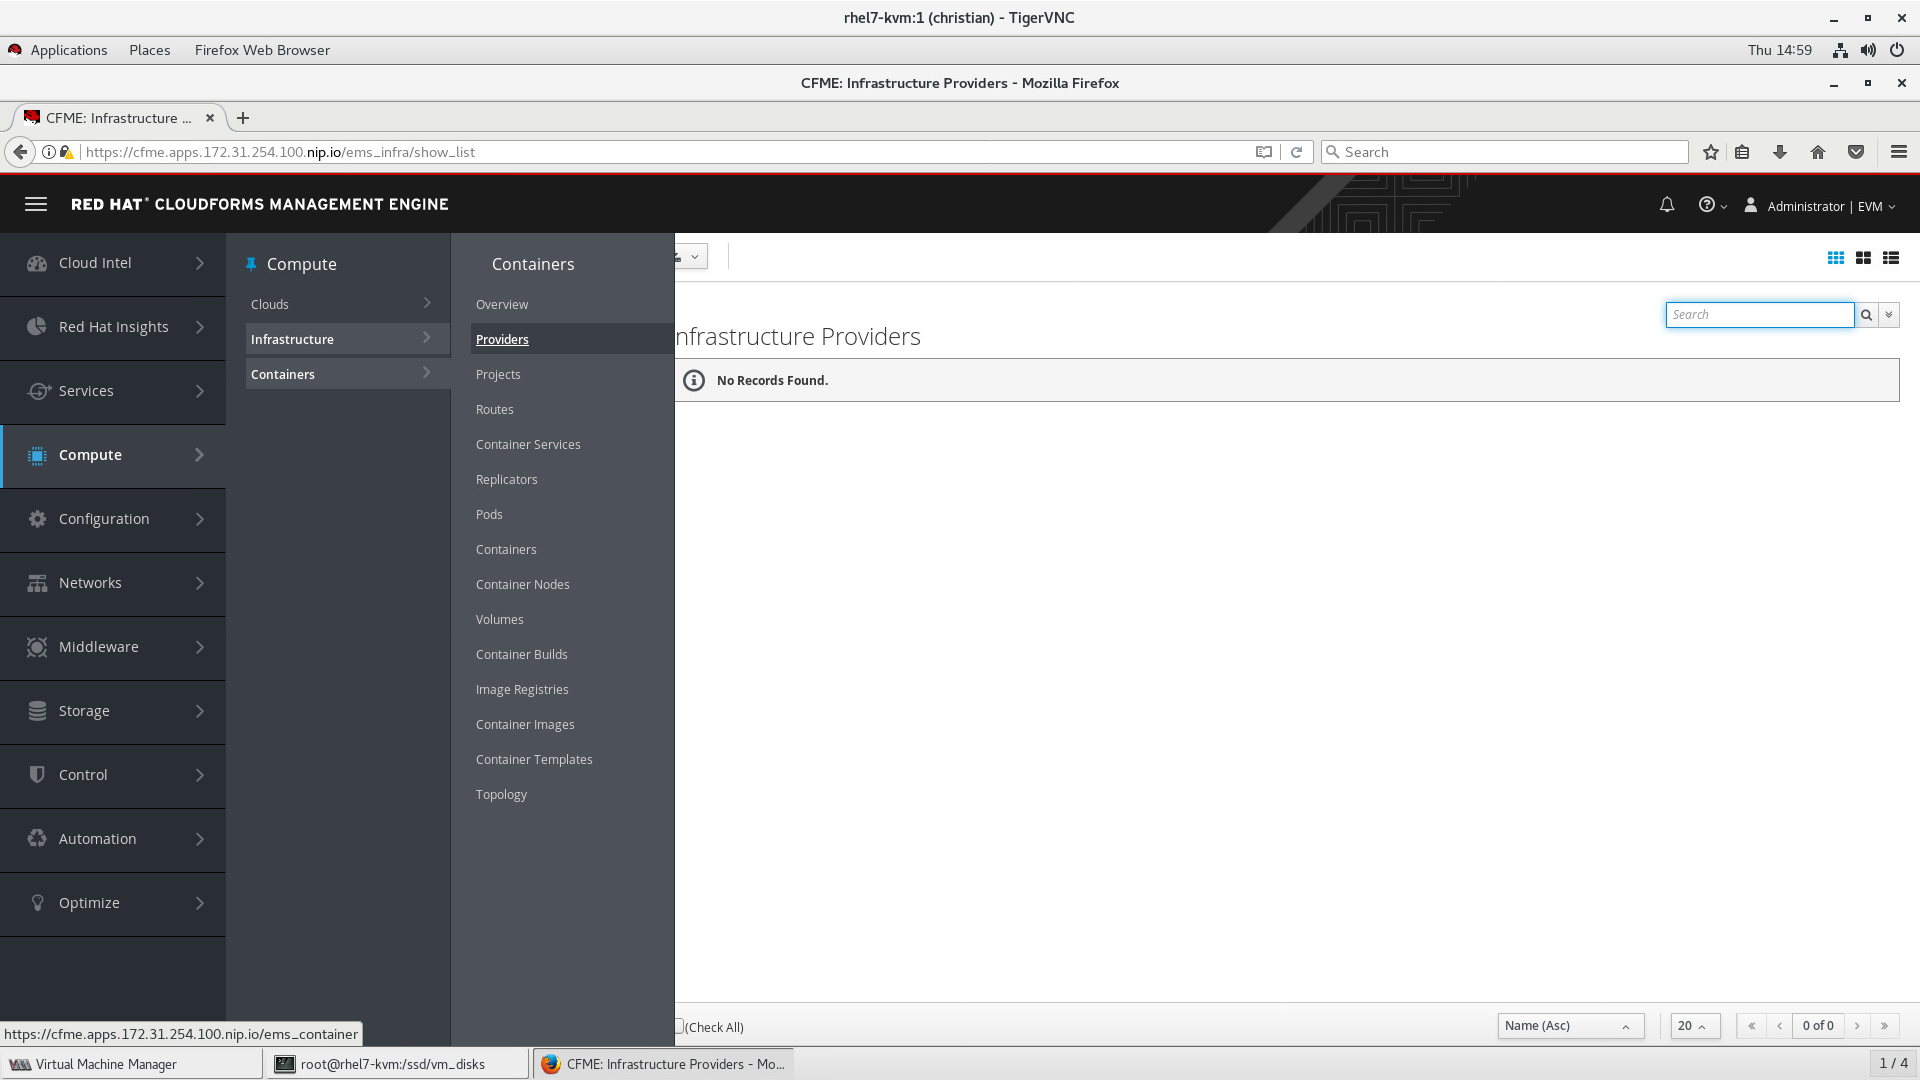 rhel7-kvm:1 (christian) - TigerVNC
Applications Places Firefox Web Browser Thu 14:59
CFME: Infrastructure Providers - Mozilla Firefox
CFME: Infrastructure ...
https://cfme.apps.172.31.254.100.nip.io/ems_infra/show_list Search
RED HAT® CLOUDFORMS MANAGEMENT ENGINE Administrator | EVM
Cloud Intel
Red Hat Insights
Services
Compute
Configuration
Networks
Middleware
Storage
Control
Automation
Optimize
Compute
Clouds
Infrastructure
Containers
Containers
Overview
Providers
Projects
Routes
Container Services
Replicators
Pods
Containers
Container Nodes
Volumes
Container Builds
Image Registries
Container Images
Container Templates
Topology
Search
nfrastructure Providers
No Records Found.
(Check All) Name (Asc) 20 0 of 0
https://cfme.apps.172.31.254.100.nip.io/ems_container
Virtual Machine Manager root@rhel7-kvm:/ssd/vm_disks CFME: Infrastructure Providers - Mo... 1 / 4